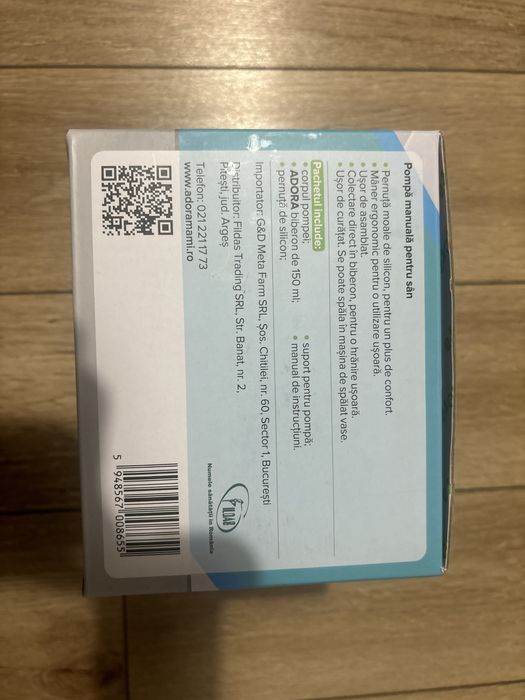 Pompă manuală pentru sân
• Pernuță moale de silicon, pentru un plus de confort.
• Mâner ergonomic pentru o utilizare ușoară.
• Ușor de asamblat.
• Colectare direct în biberon, pentru o hrănire ușoară.
• Ușor de curățat. Se poate spăla în mașina de spălat vase.
Pachetul include:
• corpul pompei;
• ADORA biberon de 150 ml;
• pernuță de silicon;
• suport pentru pompă;
• manual de instrucțiuni.
Importator: G&D Meta Farm SRL, Șos. Chitilei, nr. 60, Sector 1, București
Distribuitor: Fildas Trading SRL, Str. Banat, nr. 2,
Pitești, jud. Argeș
Telefon: 021 221 17 73
www.adoramami.ro
FILDAS
Numele sănătății în România
5 948567 008655